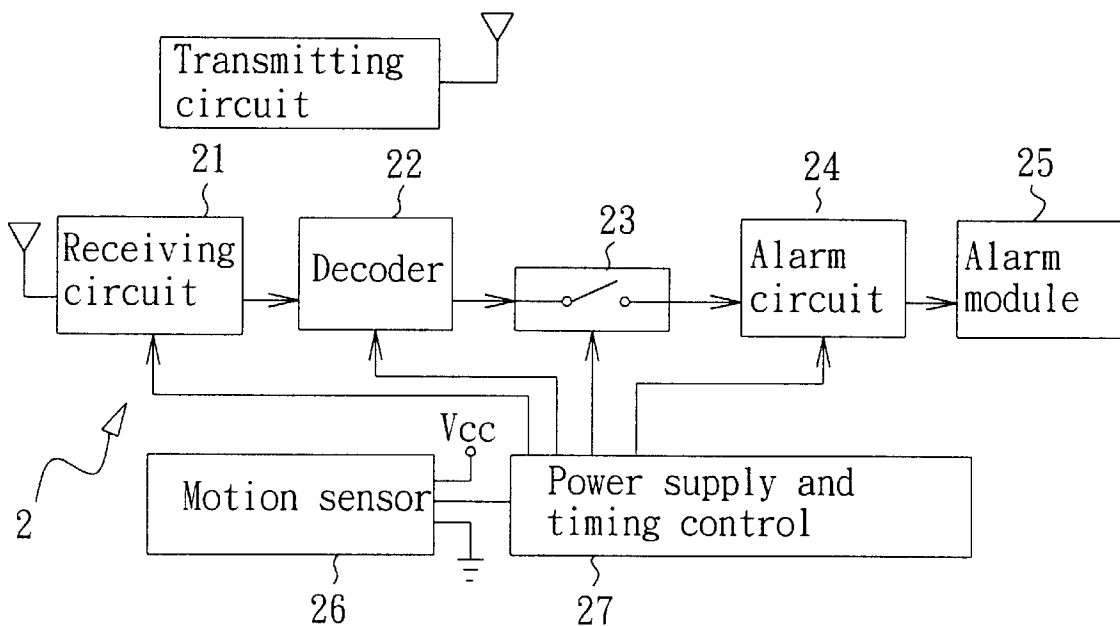 Transmitting
circuit
21
22
23
24
25
Receiving
circuit
Decoder
Alarm
circuit
Alarm
module
2
Vcc
Motion sensor
Power supply and
timing control
26
27